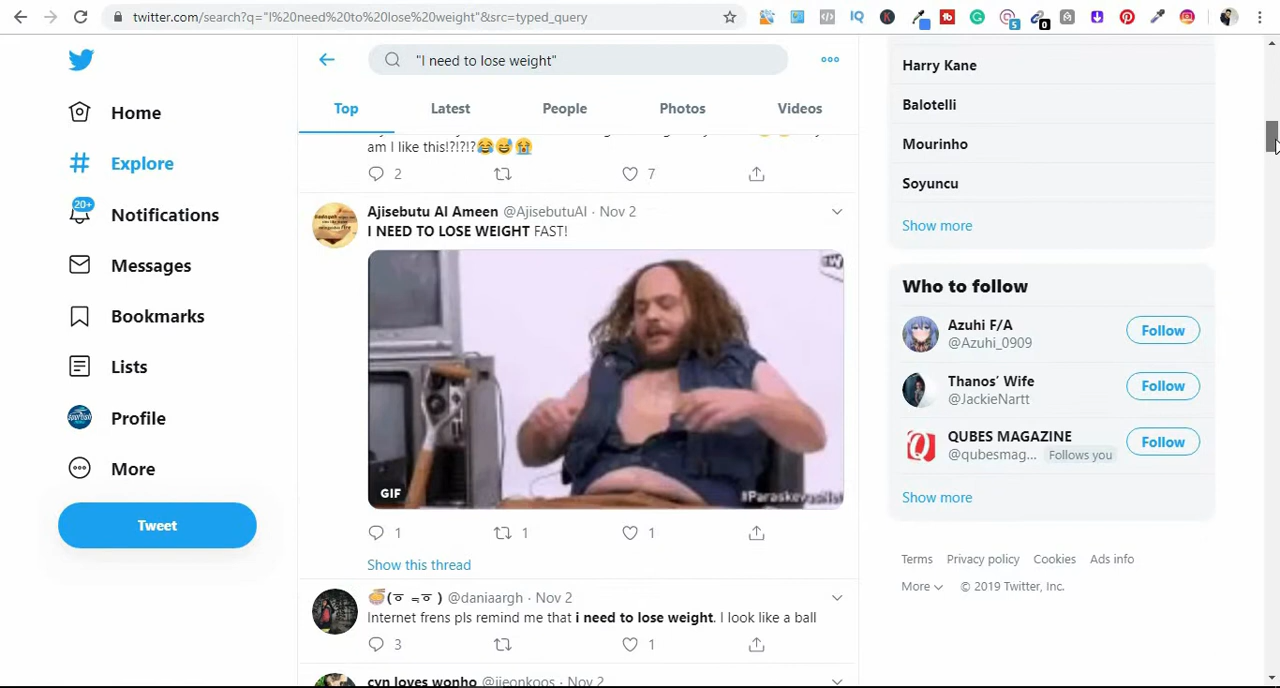 twitter.com/search?q="I%20need%20to%20lose%20weight"&src=typed_query
"I need to lose weight"
Home
Explore
20+
Notifications
Messages
Bookmarks
Lists
Profile
More
Tweet
Top
Latest
People
Photos
Videos
am I like this!?!?!?😂😅😭
2
7
Ajisebutu Al Ameen @AjisebutuAl · Nov 2
I NEED TO LOSE WEIGHT FAST!
GIF
1
1
1
Show this thread
@daniaargh · Nov 2
Internet frens pls remind me that i need to lose weight. I look like a ball
3
1
cyn loves wonho @jjeonkoos · Nov 2
Harry Kane
Balotelli
Mourinho
Soyuncu
Show more
Who to follow
Azuhi F/A
@Azuhi_0909
Follow
Thanos' Wife
@JackieNartt
Follow
QUBES MAGAZINE
@qubesmag... Follows you
Follow
Show more
Terms Privacy policy Cookies Ads info
More © 2019 Twitter, Inc.